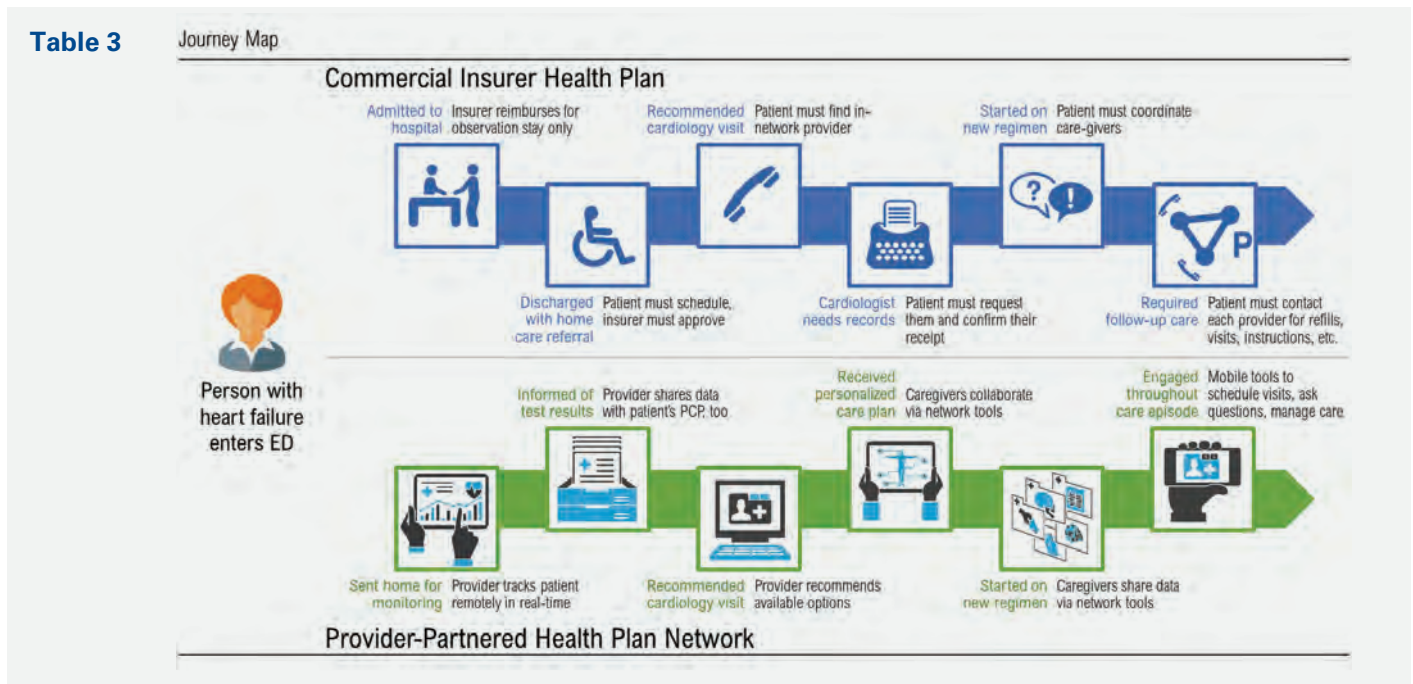 Table 3
Journey Map
Commercial Insurer Health Plan
Admitted to
hospital
Insurer reimburses for
observation stay only
Recommended
cardiology visit
Patient must find in-
network provider
Started on
new regimen
Patient must coordinate
care-givers
?
!
P
Discharged
with home
care referral
Patient must schedule,
insurer must approve
Cardiologist
needs records
Patient must request
them and confirm their
receipt
Required
follow-up care
Patient must contact
each provider for refills,
visits, instructions, etc.
Person with
heart failure
enters ED
Informed of
test results
Provider shares data
with patient's PCP, too
Received
personalized
care plan
Caregivers collaborate
via network tools
Engaged
throughout
care episode
Mobile tools to
schedule visits, ask
questions, manage care
Sent home for
monitoring
Provider tracks patient
remotely in real-time
Recommended
cardiology visit
Provider recommends
available options
Started on
new regimen
Caregivers share data
via network tools
Provider-Partnered Health Plan Network